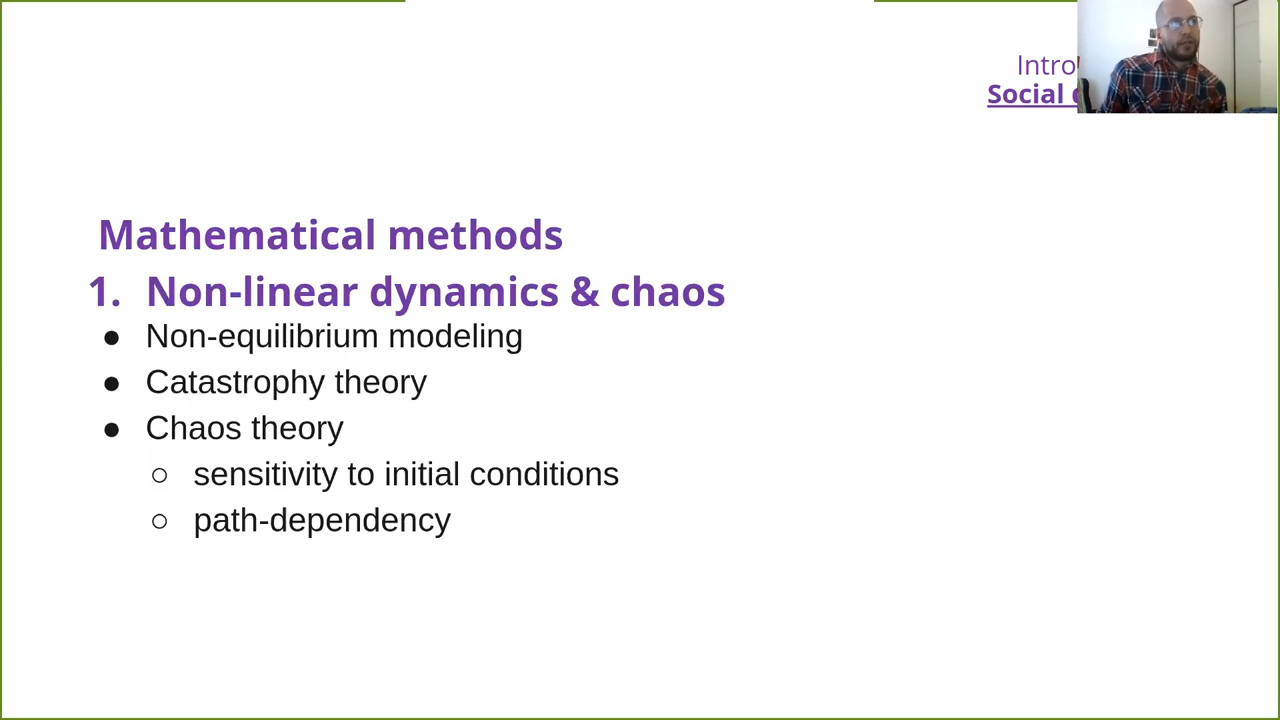 Intro
Social
Mathematical methods
1. Non-linear dynamics & chaos
● Non-equilibrium modeling
● Catastrophy theory
● Chaos theory
○ sensitivity to initial conditions
○ path-dependency